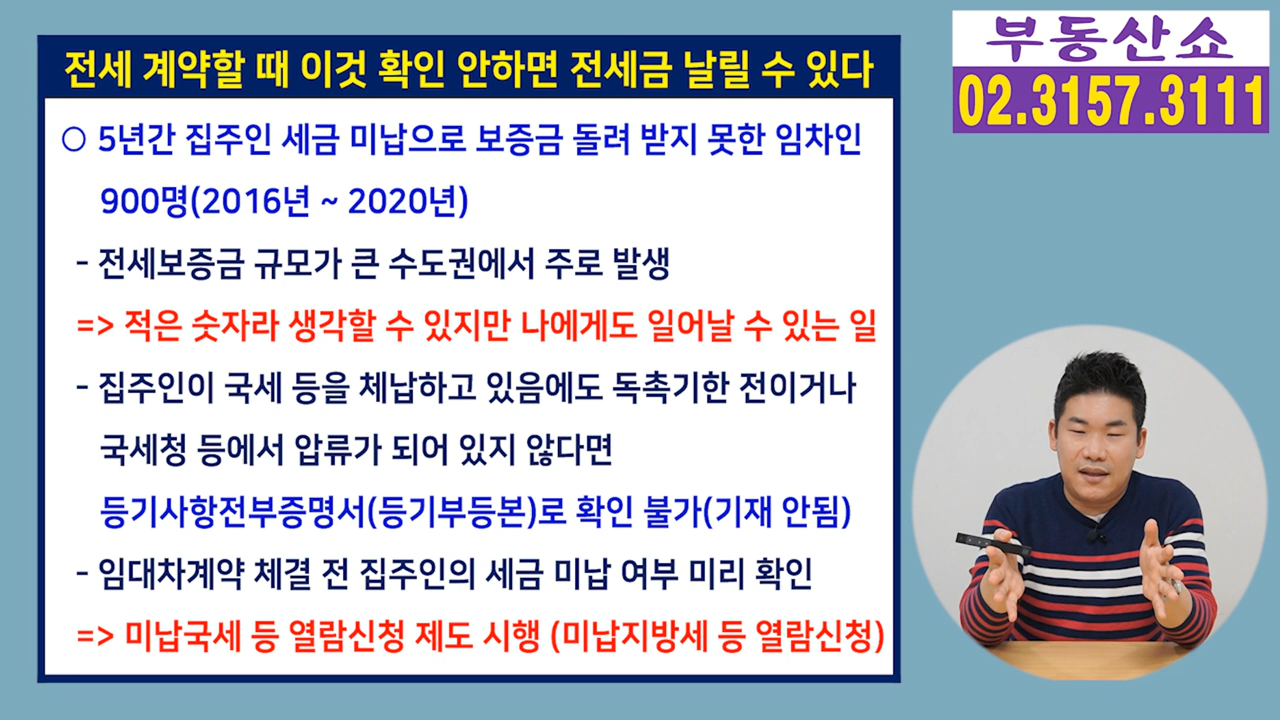 부동산쇼
02.3157.3111
전세 계약할 때 이것 확인 안하면 전세금 날릴 수 있다
○ 5년간 집주인 세금 미납으로 보증금 돌려 받지 못한 임차인
900명(2016년 ~ 2020년)
- 전세보증금 규모가 큰 수도권에서 주로 발생
=> 적은 숫자라 생각할 수 있지만 나에게도 일어날 수 있는 일
- 집주인이 국세 등을 체납하고 있음에도 독촉기한 전이거나
국세청 등에서 압류가 되어 있지 않다면
등기사항전부증명서(등기부등본)로 확인 불가(기재 안됨)
- 임대차계약 체결 전 집주인의 세금 미납 여부 미리 확인
=> 미납국세 등 열람신청 제도 시행 (미납지방세 등 열람신청)